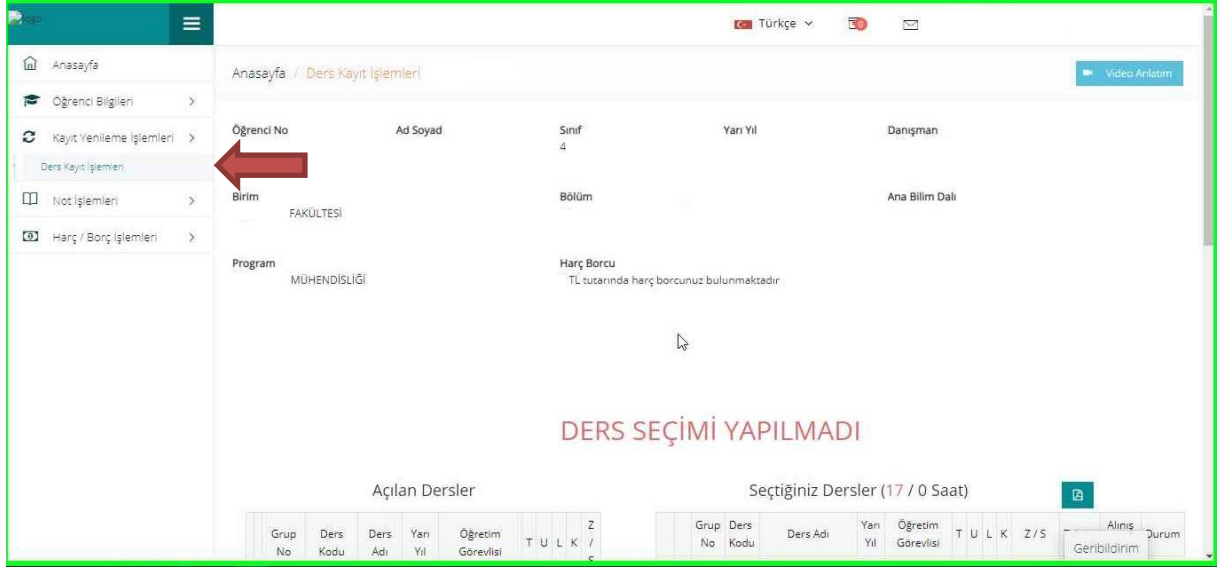 logo
Türkçe
0
Anasayfa
Öğrenci Bilgileri
Kayıt Yenileme İşlemleri
Ders Kayıt İşlemleri
Not İşlemleri
Harç / Borç İşlemleri
Anasayfa / Ders Kayıt İşlemleri
Video Anlatım
Öğrenci No Ad Soyad Sınıf Yarı Yıl Danışman
4
Birim Bölüm Ana Bilim Dalı
FAKÜLTESİ
Program Harç Borcu
MÜHENDİSLİĞİ TL tutarında harç borcunuz bulunmaktadır
DERS SEÇİMİ YAPILMADI
Açılan Dersler
Grup No Ders Kodu Ders Adı Yarı Yıl Öğretim Görevlisi T U L K Z / S
Seçtiğiniz Dersler (17 / 0 Saat)
Grup No Ders Kodu Ders Adı Yarı Yıl Öğretim Görevlisi T U L K Z / S Alınış Durum
Geribildirim